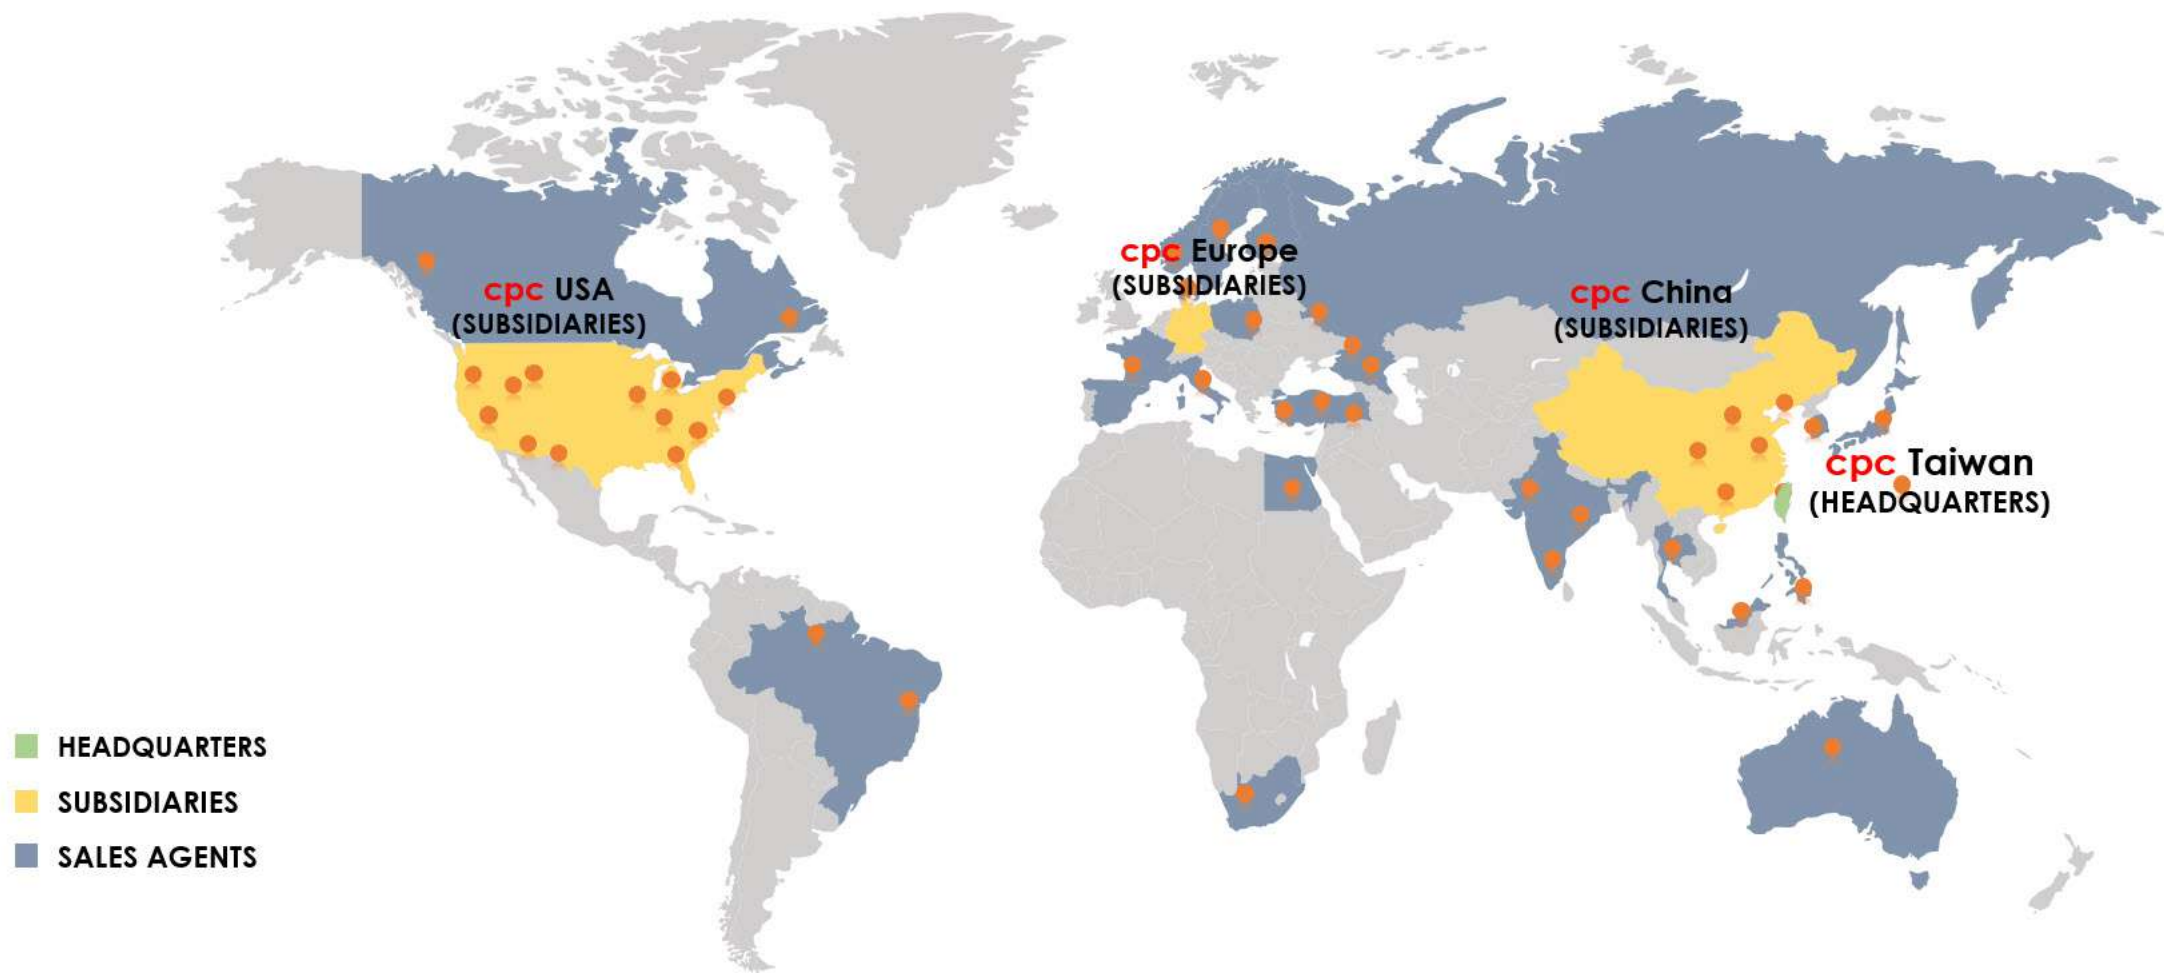 cpc USA
(SUBSIDIARIES)
cpc Europe
(SUBSIDIARIES)
cpc China
(SUBSIDIARIES)
cpc Taiwan
(HEADQUARTERS)
HEADQUARTERS
SUBSIDIARIES
SALES AGENTS